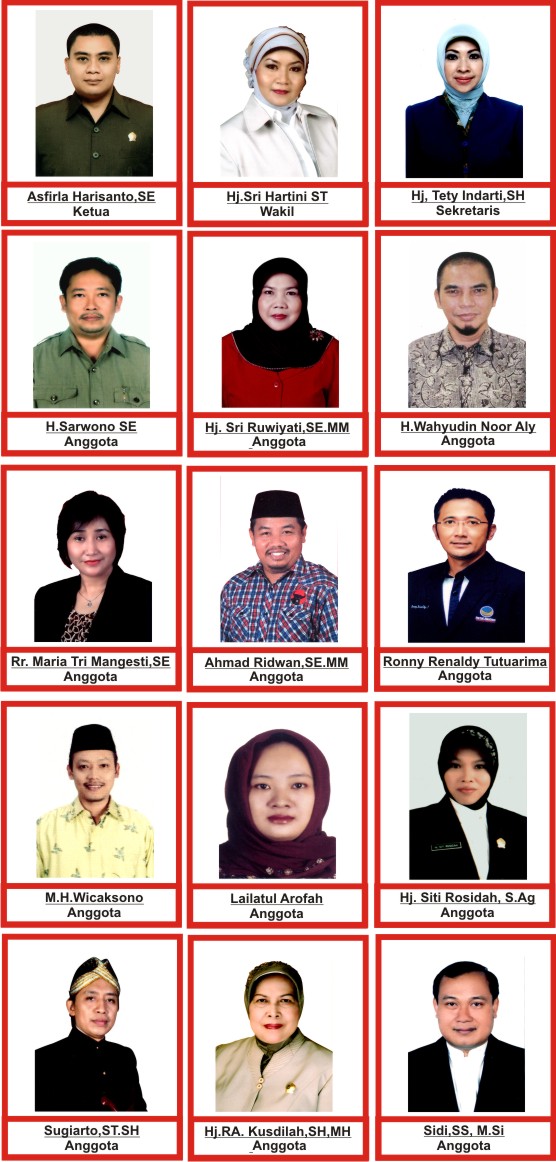 Asfirla Harisanto,SE
Ketua
Hj.Sri Hartini ST
Wakil
Hj, Tety Indarti,SH
Sekretaris
H.Sarwono SE
Anggota
Hj. Sri Ruwiyati,SE.MM
Anggota
H.Wahyudin Noor Aly
Anggota
Rr. Maria Tri Mangesti,SE
Anggota
Ahmad Ridwan,SE.MM
Anggota
Ronny Renaldy Tutuarima
Anggota
M.H.Wicaksono
Anggota
Lailatul Arofah
Anggota
Hj. Siti Rosidah, S.Ag
Anggota
Sugiarto,ST.SH
Anggota
Hj.RA. Kusdilah,SH,MH
Anggota
Sidi,SS, M.Si
Anggota